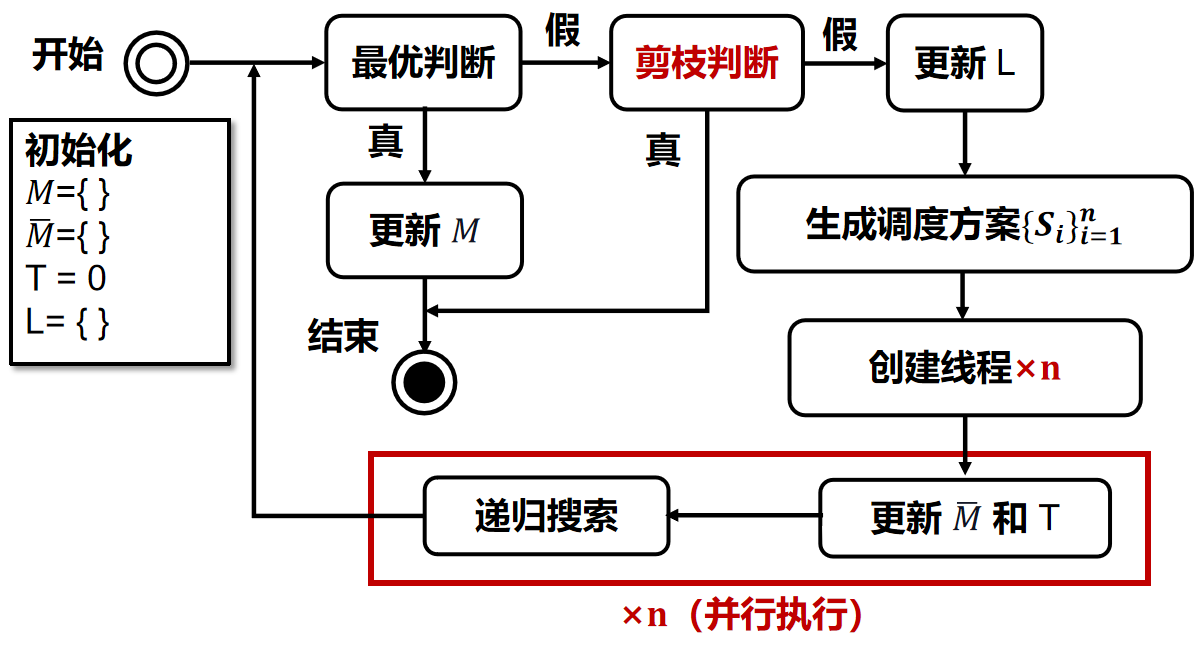 开始
最优判断
假
剪枝判断
假
更新 L
初始化
M={ }
M̅={ }
T = 0
L= { }
真
真
更新 M
生成调度方案{Sᵢ}ⁿᵢ₌₁
结束
创建线程×n
递归搜索
更新 M̅ 和 T
×n（并行执行）